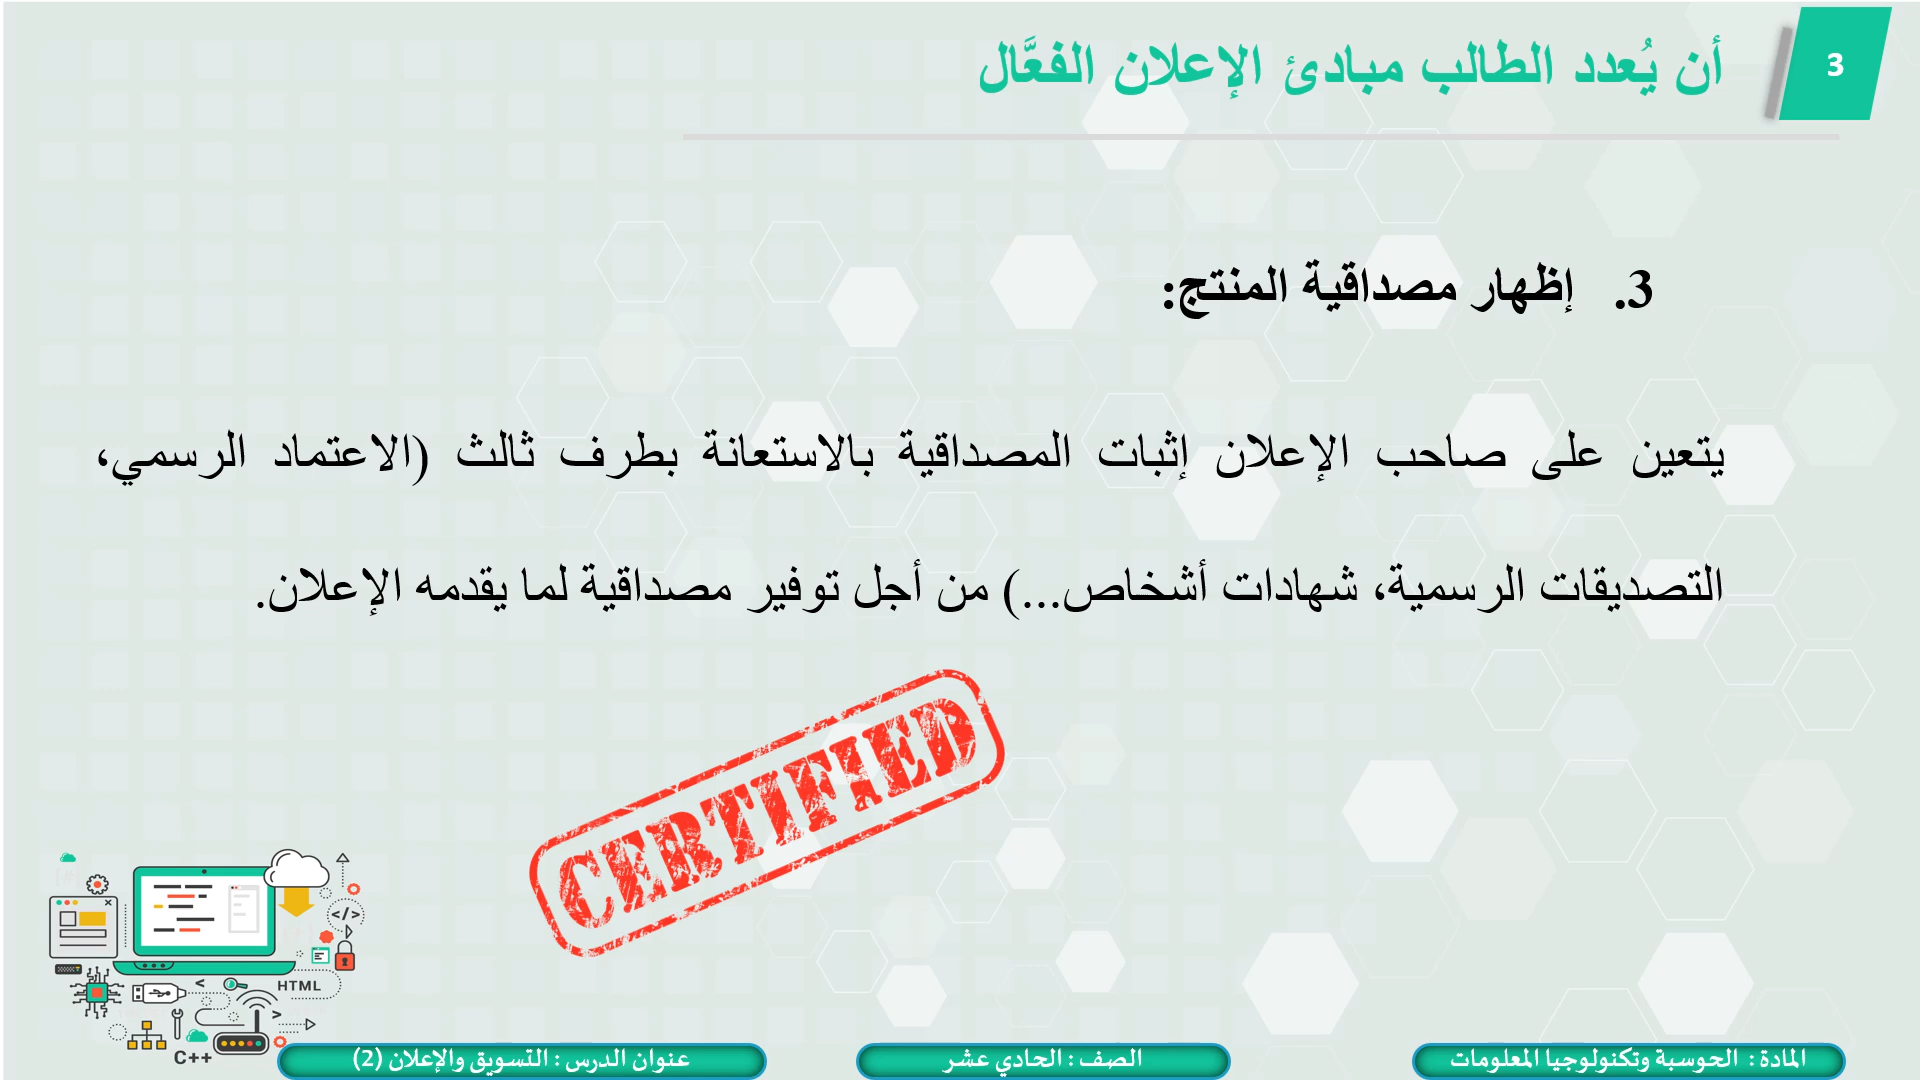 3
أن يُعدد الطالب مبادئ الإعلان الفعَّال
3. إظهار مصداقية المنتج:
يتعين على صاحب الإعلان إثبات المصداقية بالاستعانة بطرف ثالث (الاعتماد الرسمي،
التصديقات الرسمية، شهادات أشخاص...) من أجل توفير مصداقية لما يقدمه الإعلان.
CERTIFIED
</>
HTML
C++
المادة : الحوسبة وتكنولوجيا المعلومات
الصف : الحادي عشر
عنوان الدرس : التسويق والإعلان (2)